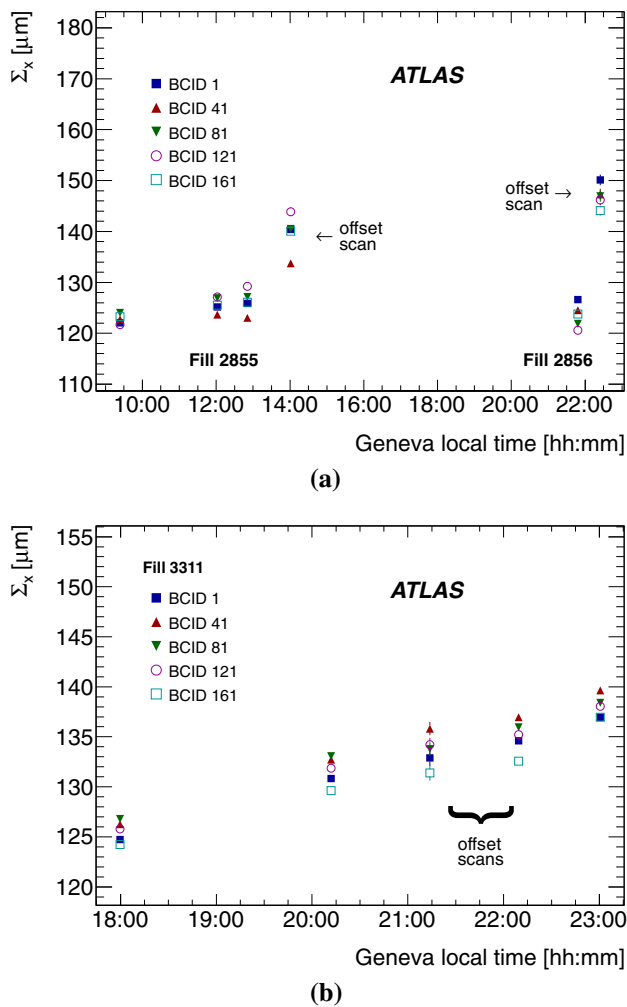 Σx [μm]
180
170
160
150
140
130
120
110
ATLAS
BCID 1
BCID 41
BCID 81
BCID 121
BCID 161
← offset
scan
offset →
scan
Fill 2855
Fill 2856
10:00 12:00 14:00 16:00 18:00 20:00 22:00
Geneva local time [hh:mm]
(a)
Σx [μm]
155
150
145
140
135
130
125
120
Fill 3311
ATLAS
BCID 1
BCID 41
BCID 81
BCID 121
BCID 161
offset
scans
18:00 19:00 20:00 21:00 22:00 23:00
Geneva local time [hh:mm]
(b)